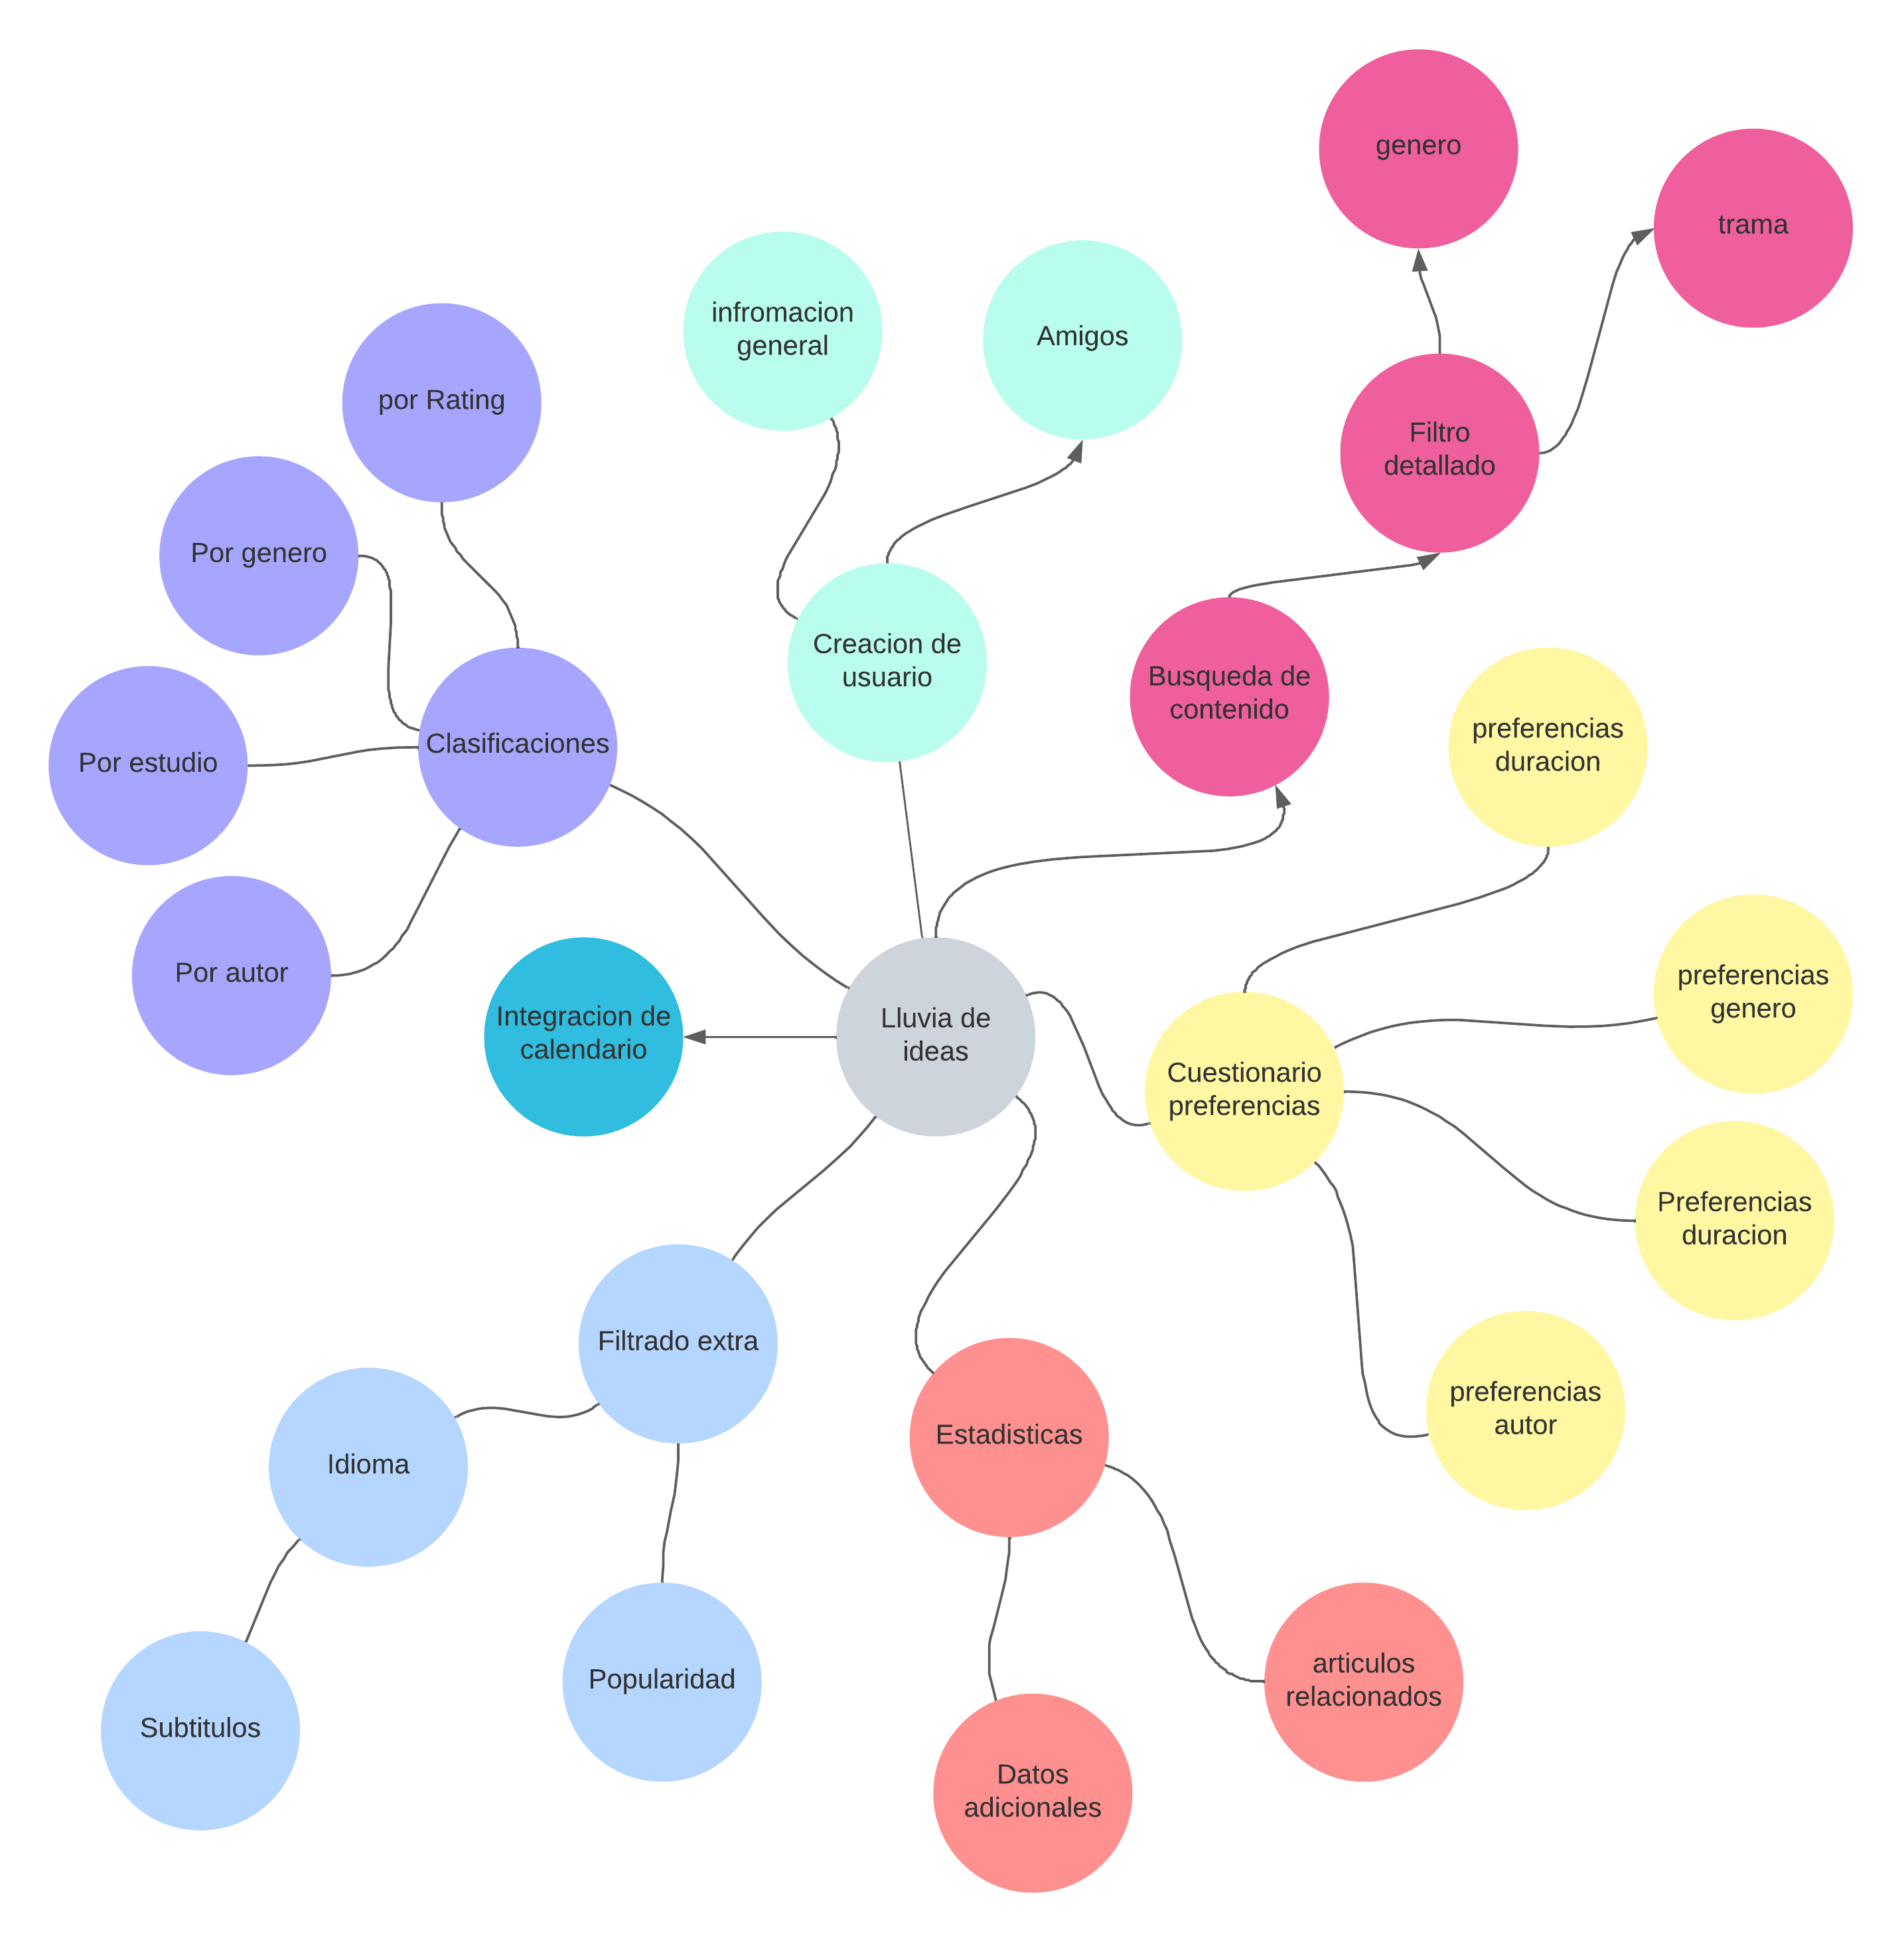 genero
trama
infromacion
general
Amigos
por Rating
Filtro
detallado
Por genero
Creacion de
usuario
Busqueda de
contenido
preferencias
duracion
Clasificaciones
Por estudio
Por autor
preferencias
genero
Integracion de
calendario
Lluvia de
ideas
Cuestionario
preferencias
Preferencias
duracion
Filtrado extra
preferencias
autor
Estadisticas
Idioma
articulos
relacionados
Popularidad
Subtitulos
Datos
adicionales